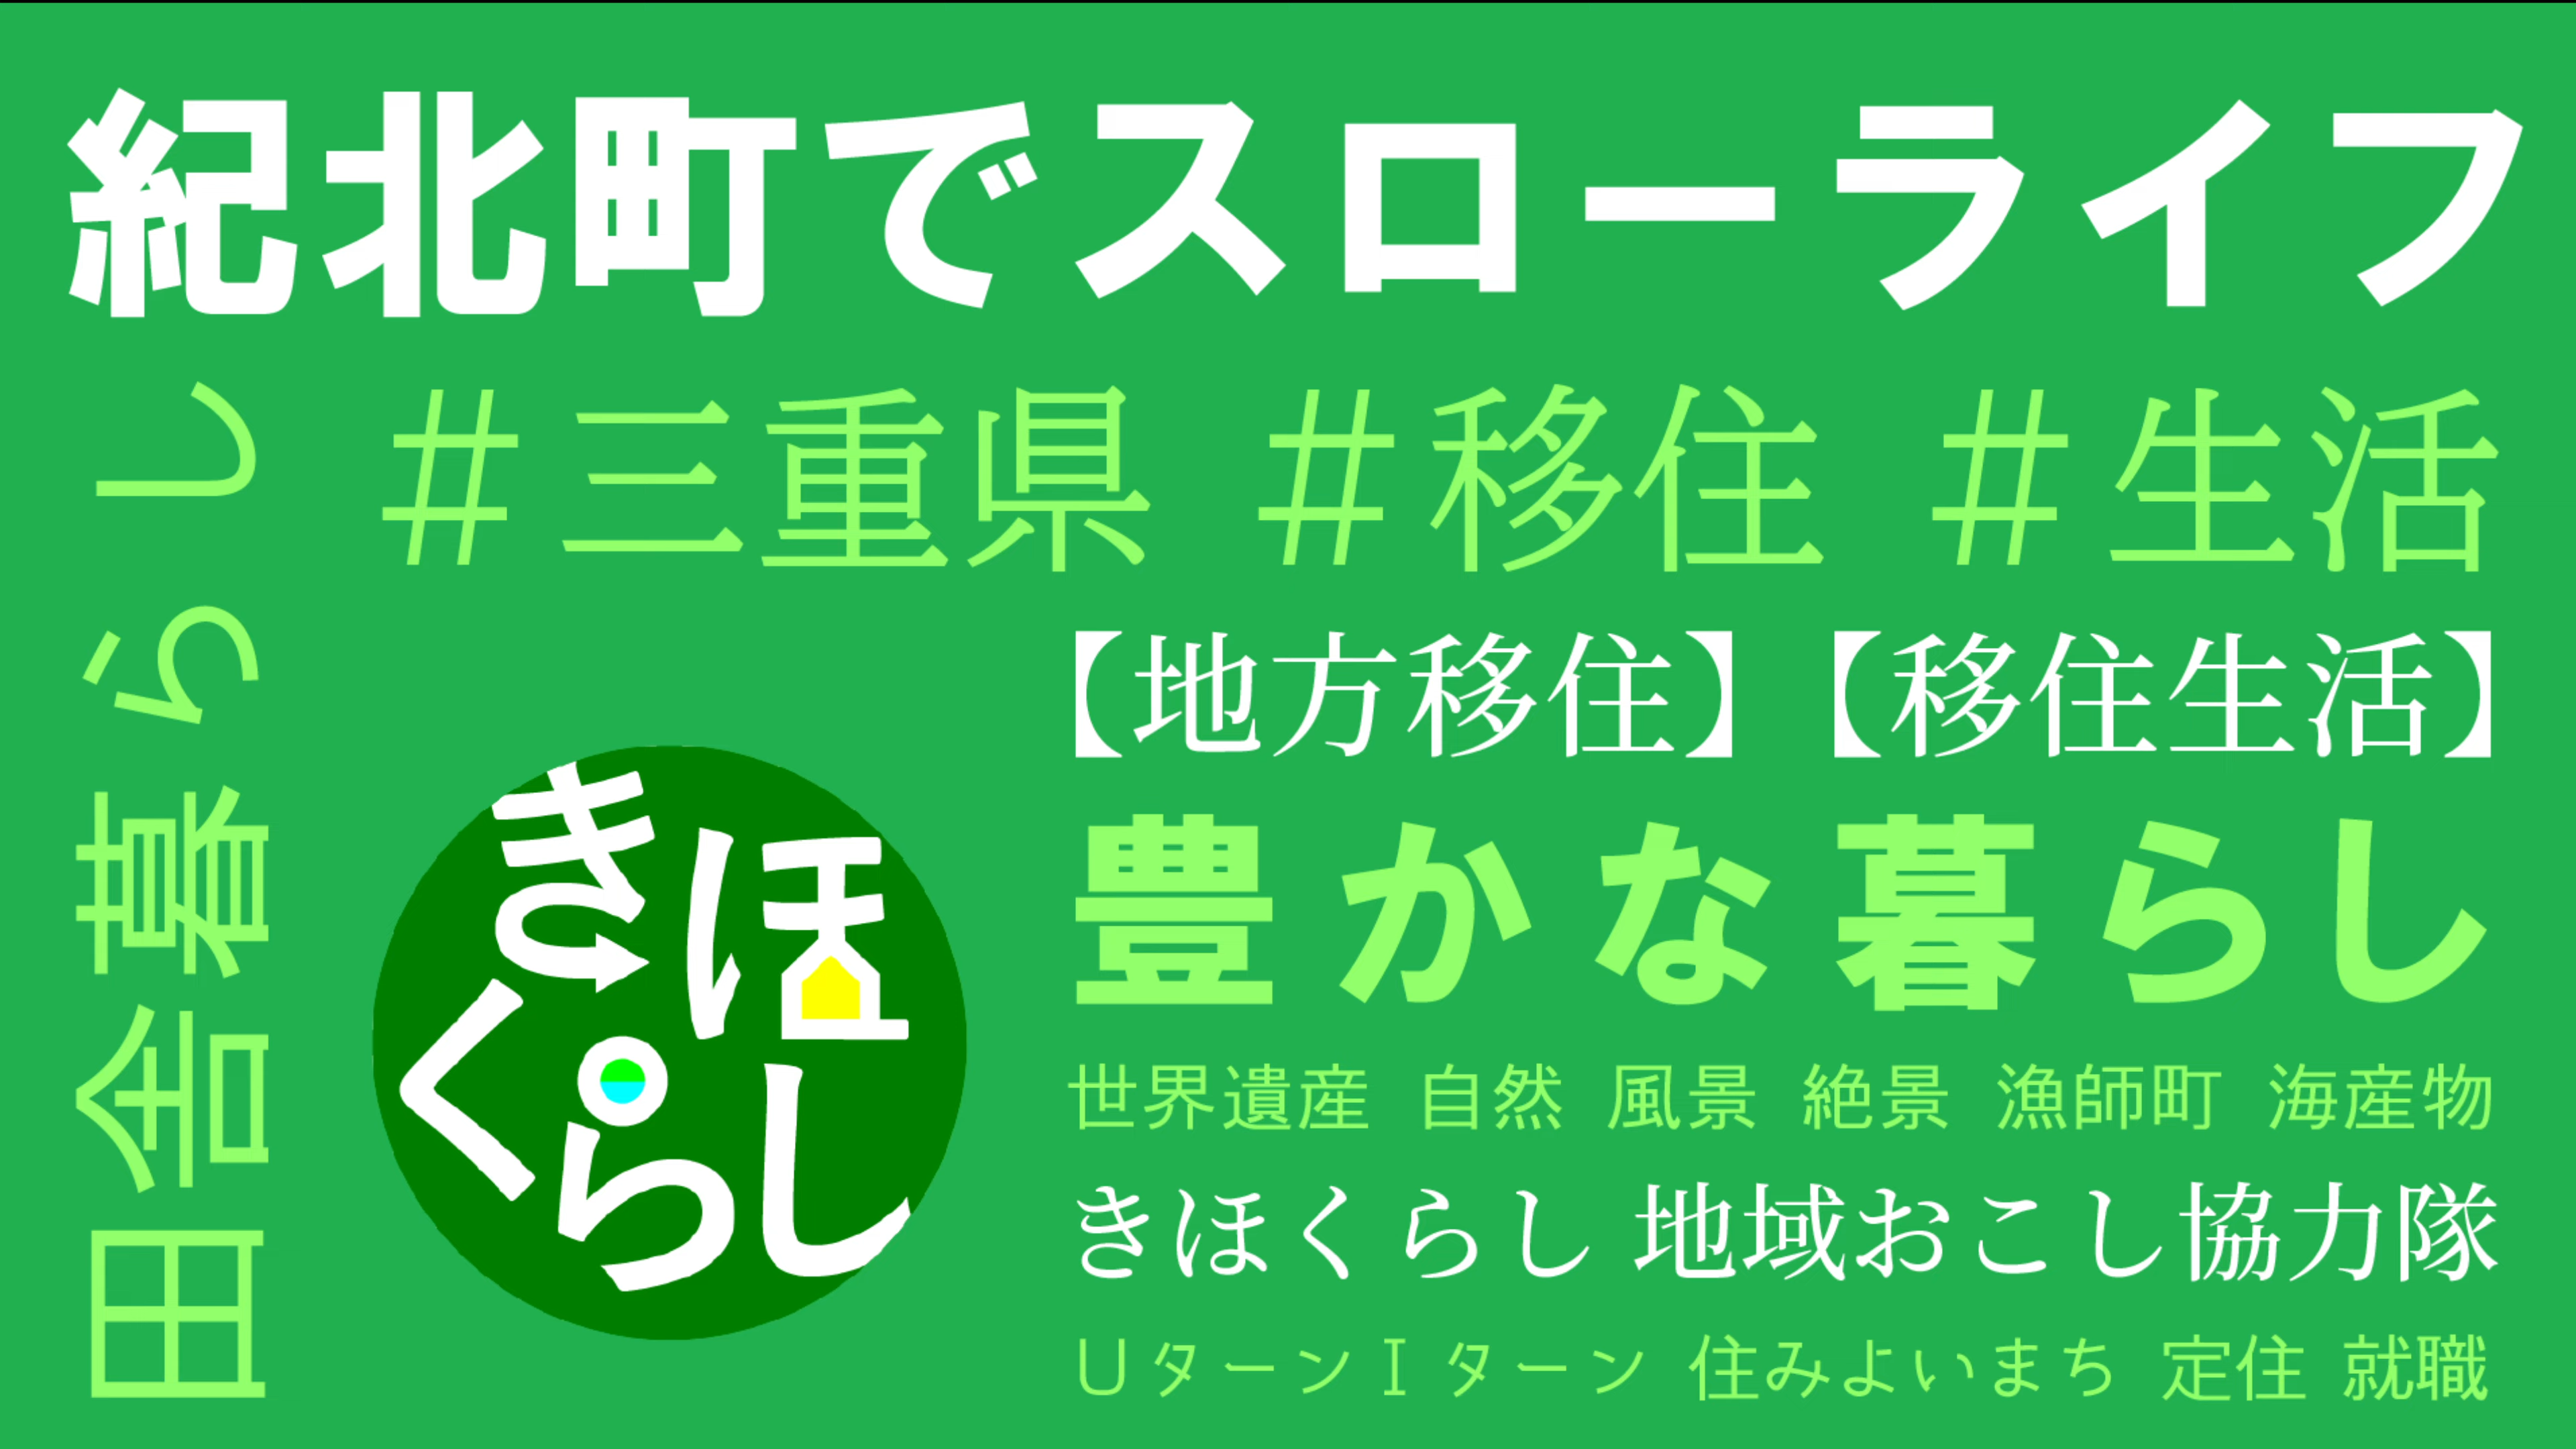 紀北町でスローライフ
#三重県 #移住 #生活
田舎暮らし
【地方移住】【移住生活】
きほ
くらし
豊かな暮らし
世界遺産 自然 風景 絶景 漁師町 海産物
きほくらし 地域おこし協力隊
UターンIターン 住みよいまち 定住 就職